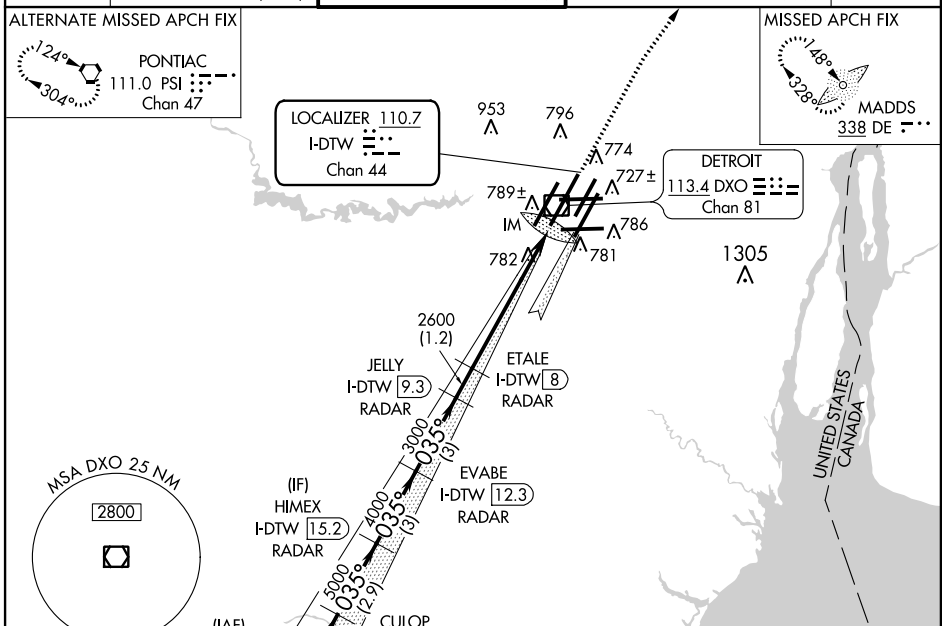 ALTERNATE MISSED APCH FIX
124°
304°
PONTIAC
111.0 PSI
Chan 47
MISSED APCH FIX
148°
328°
MADDS
338 DE
LOCALIZER 110.7
I-DTW
Chan 44
953
796
774
727±
789±
IM
786
781
782
DETROIT
113.4 DXO
Chan 81
1305
2600
(1.2)
JELLY
I-DTW 9.3
RADAR
ETALE
I-DTW 8
RADAR
3000
035°
(3)
EVABE
I-DTW 12.3
RADAR
(IF)
HIMEX
I-DTW 15.2
RADAR
4000
035°
(3)
5000
035°
(2.9)
MSA DXO 25 NM
2800
UNITED STATES
CANADA
(IAF)
CULOP